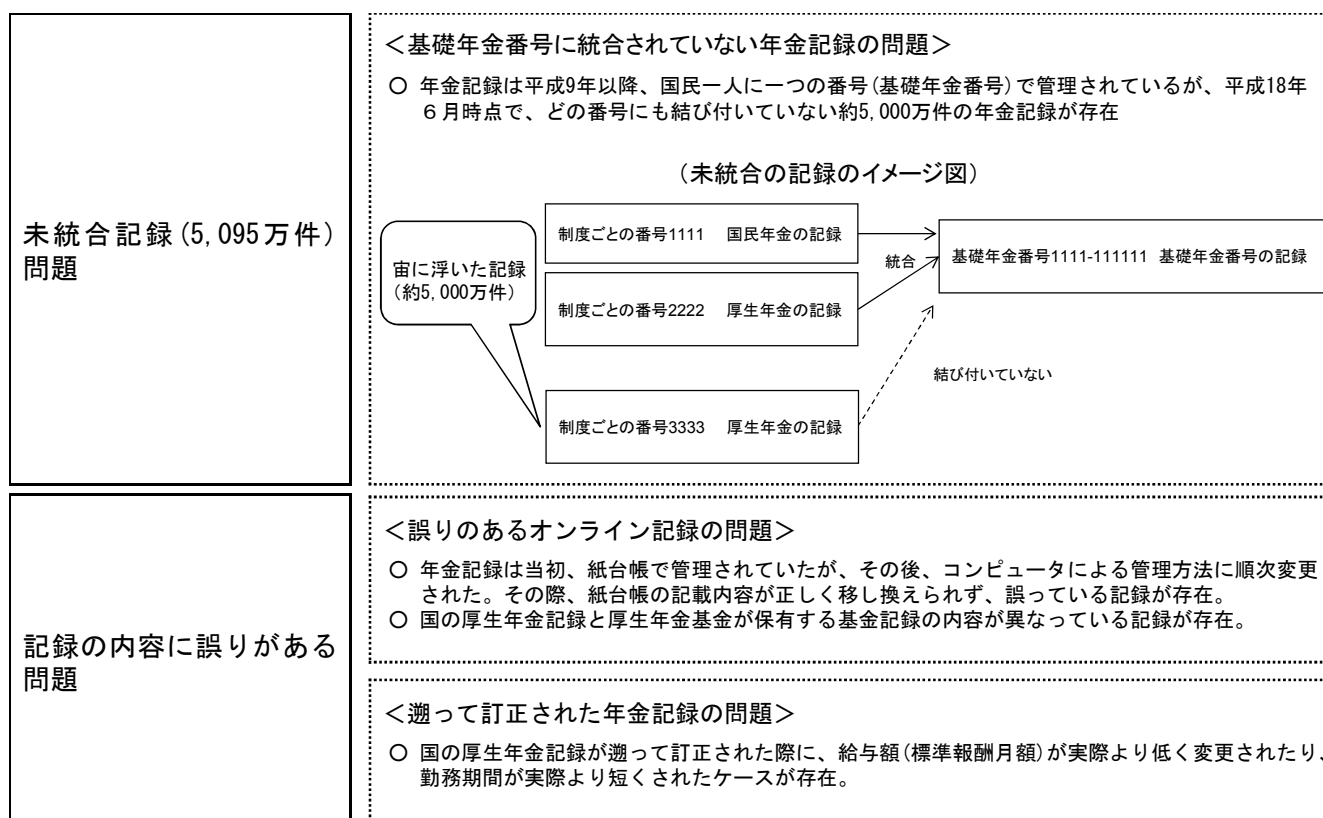 未統合記録(5,095万件)
問題
＜基礎年金番号に統合されていない年金記録の問題＞
○ 年金記録は平成9年以降、国民一人に一つの番号(基礎年金番号)で管理されているが、平成18年
６月時点で、どの番号にも結び付いていない約5,000万件の年金記録が存在
（未統合の記録のイメージ図）
宙に浮いた記録
（約5,000万件）
制度ごとの番号1111 国民年金の記録
制度ごとの番号2222 厚生年金の記録
制度ごとの番号3333 厚生年金の記録
統合
基礎年金番号1111-111111 基礎年金番号の記録
結び付いていない
記録の内容に誤りがある
問題
＜誤りのあるオンライン記録の問題＞
○ 年金記録は当初、紙台帳で管理されていたが、その後、コンピュータによる管理方法に順次変更
された。その際、紙台帳の記載内容が正しく移し換えられず、誤っている記録が存在。
○ 国の厚生年金記録と厚生年金基金が保有する基金記録の内容が異なっている記録が存在。
＜遡って訂正された年金記録の問題＞
○ 国の厚生年金記録が遡って訂正された際に、給与額(標準報酬月額)が実際より低く変更されたり、
勤務期間が実際より短くされたケースが存在。